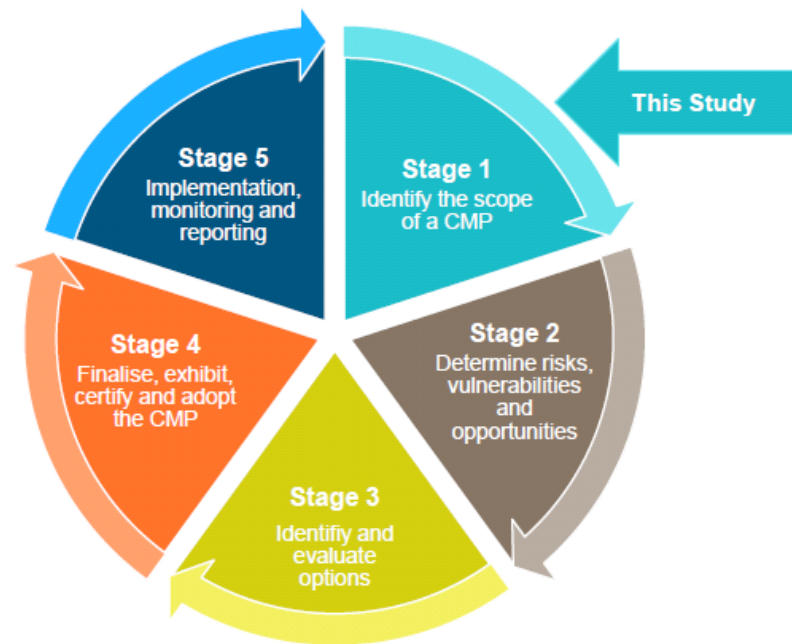 This Study
Stage 1
Identify the scope
of a CMP
Stage 2
Determine risks,
vulnerabilities
and
opportunities
Stage 3
Identifiy and
evaluate
options
Stage 4
Finalise, exhibit,
certify and adopt
the CMP
Stage 5
Implementation,
monitoring and
reporting